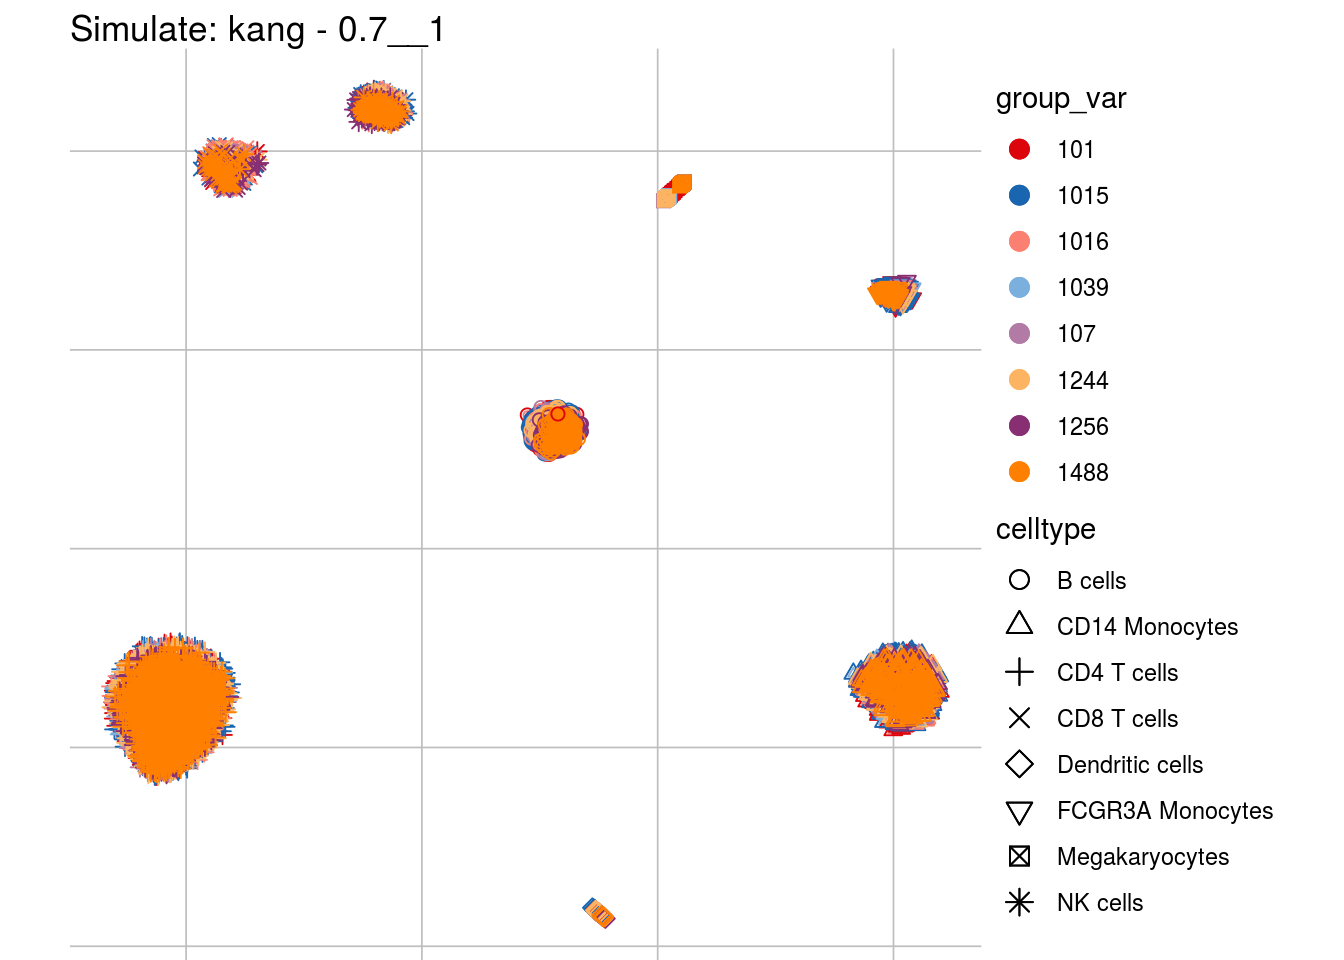 Simulate: kang - 0.7__1
group_var
101
1015
1016
1039
107
1244
1256
1488
celltype
B cells
CD14 Monocytes
CD4 T cells
CD8 T cells
Dendritic cells
FCGR3A Monocytes
Megakaryocytes
NK cells